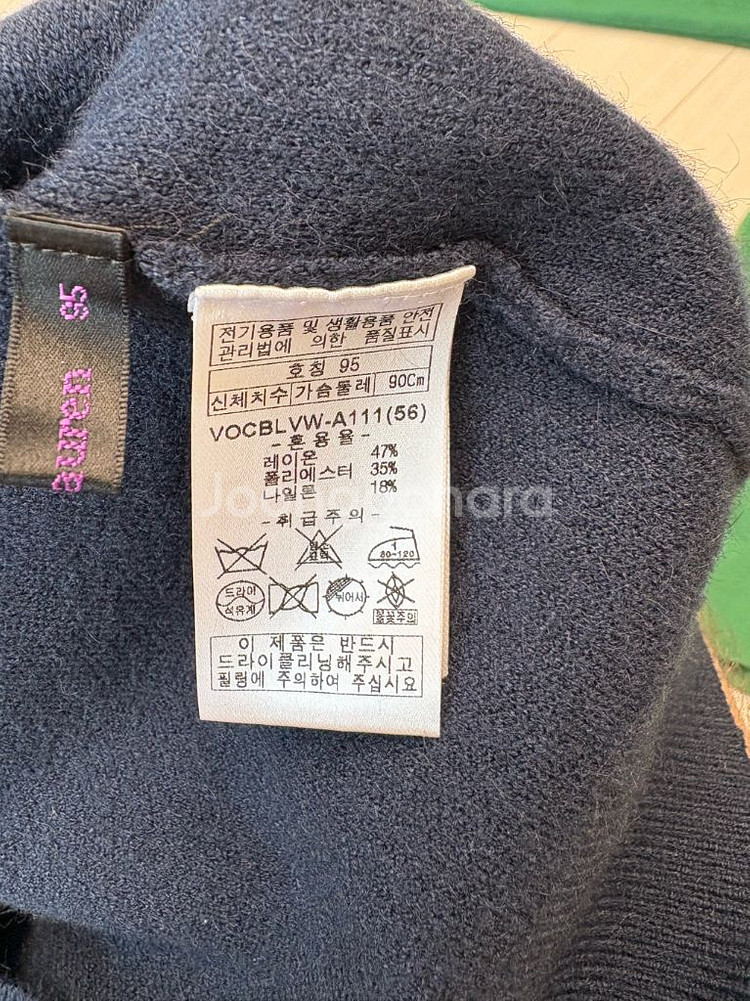 95
auren
전기용품 및 생활용품 안전
관리법에 의한 품질표시
호칭 95
신체치수 가슴둘레 90Cm
VOCBLVW-A111(56)
- 혼용율 -
레이온 47%
폴리에스터 35%
나일론 18%
- 취급주의 -
80-120
드라이
석유계
뉘어서
불꽃주의
이 제품은 반드시
드라이클리닝해주시고
필링에 주의하여 주십시요